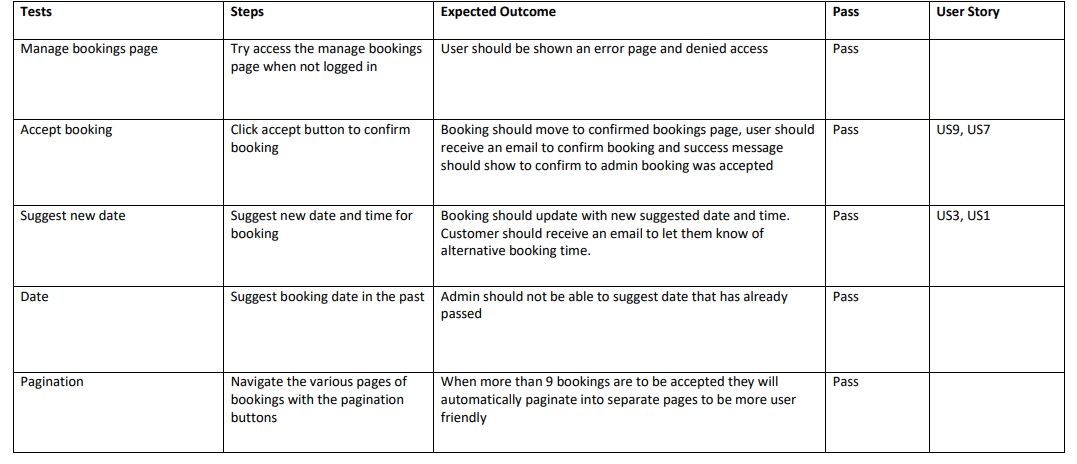 Tests Steps Expected Outcome Pass User Story
Manage bookings page Try access the manage bookings User should be shown an error page and denied access Pass
page when not logged in
Accept booking Click accept button to confirm Booking should move to confirmed bookings page, user should Pass US9, US7
booking receive an email to confirm booking and success message
should show to confirm to admin booking was accepted
Suggest new date Suggest new date and time for Booking should update with new suggested date and time. Pass US3, US1
booking Customer should receive an email to let them know of
alternative booking time.
Date Suggest booking date in the past Admin should not be able to suggest date that has already Pass
passed
Pagination Navigate the various pages of When more than 9 bookings are to be accepted they will Pass
bookings with the pagination automatically paginate into separate pages to be more user
buttons friendly